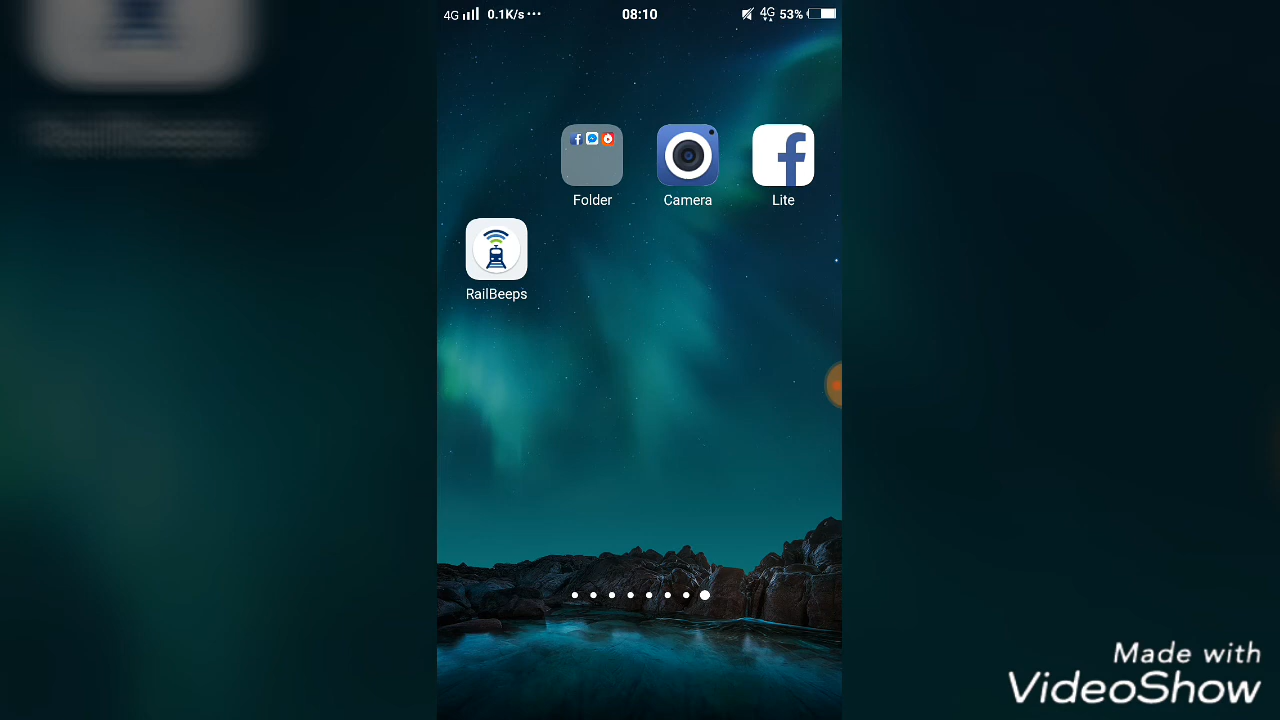 4G 0.1K/s ... 08:10 4G 53%
Folder Camera Lite
RailBeeps
Made with
VideoShow